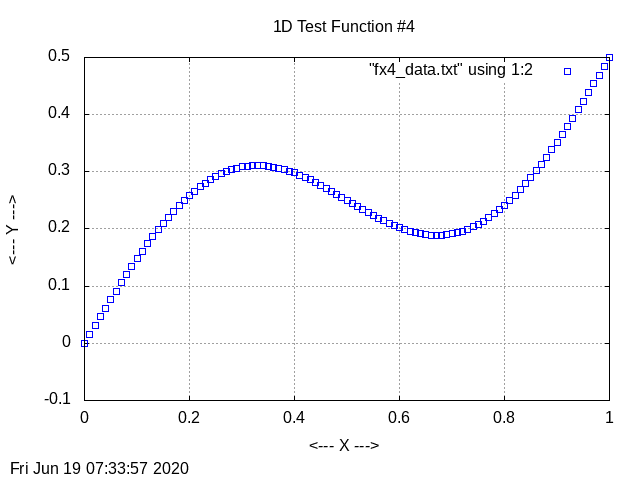 1D Test Function #4
"fx4_data.txt" using 1:2
0.5
0.4
0.3
0.2
0.1
0
-0.1
<--- Y --->
0 0.2 0.4 0.6 0.8 1
<--- X --->
Fri Jun 19 07:33:57 2020